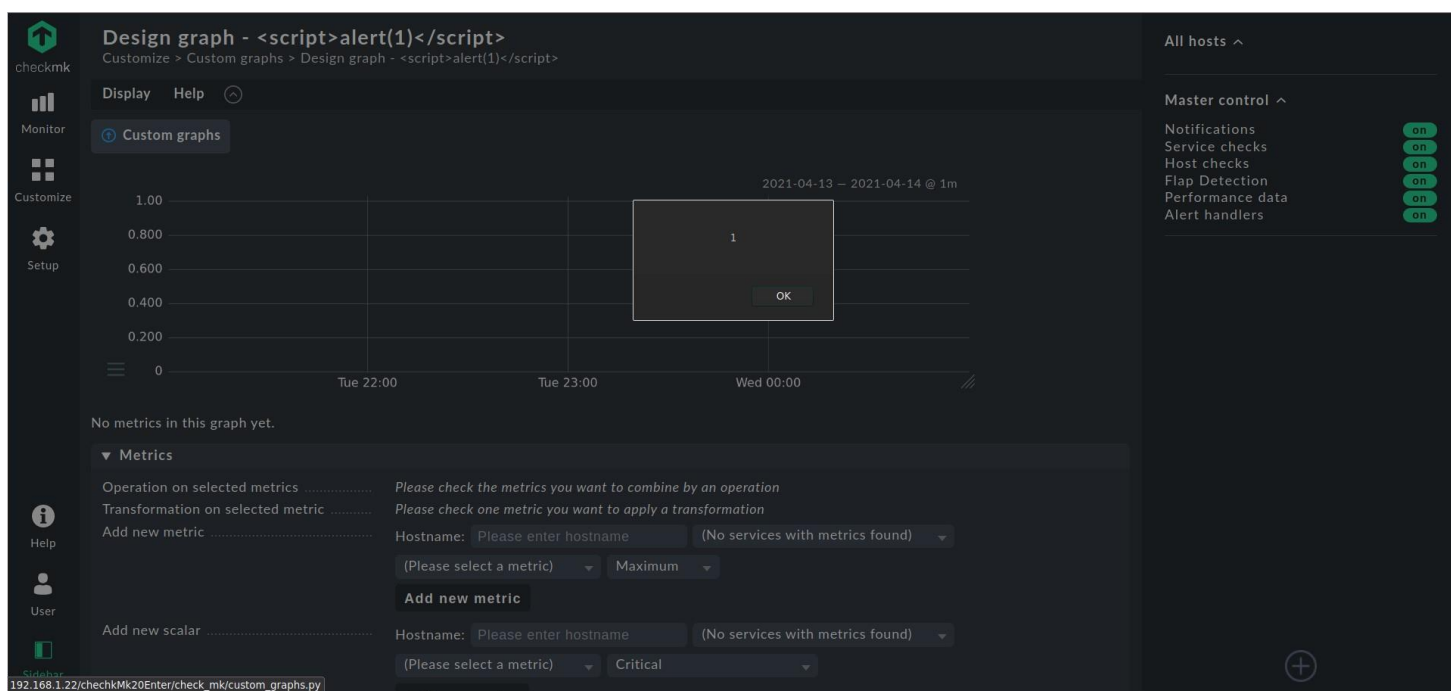 checkmk
Monitor
Customize
Setup
Help
User
Sidebar
Design graph - <script>alert(1)</script>
Customize > Custom graphs > Design graph - <script>alert(1)</script>
Display Help
Custom graphs
2021-04-13 — 2021-04-14 @ 1m
1.00
0.800
0.600
0.400
0.200
0
Tue 22:00 Tue 23:00 Wed 00:00
1
OK
No metrics in this graph yet.
Metrics
Operation on selected metrics Please check the metrics you want to combine by an operation
Transformation on selected metric Please check one metric you want to apply a transformation
Add new metric Hostname: Please enter hostname (No services with metrics found)
(Please select a metric) Maximum
Add new metric
Add new scalar Hostname: Please enter hostname (No services with metrics found)
(Please select a metric) Critical
All hosts
Master control
Notifications on
Service checks on
Host checks on
Flap Detection on
Performance data on
Alert handlers on
192.168.1.22/chechkMk20Enter/check_mk/custom_graphs.py